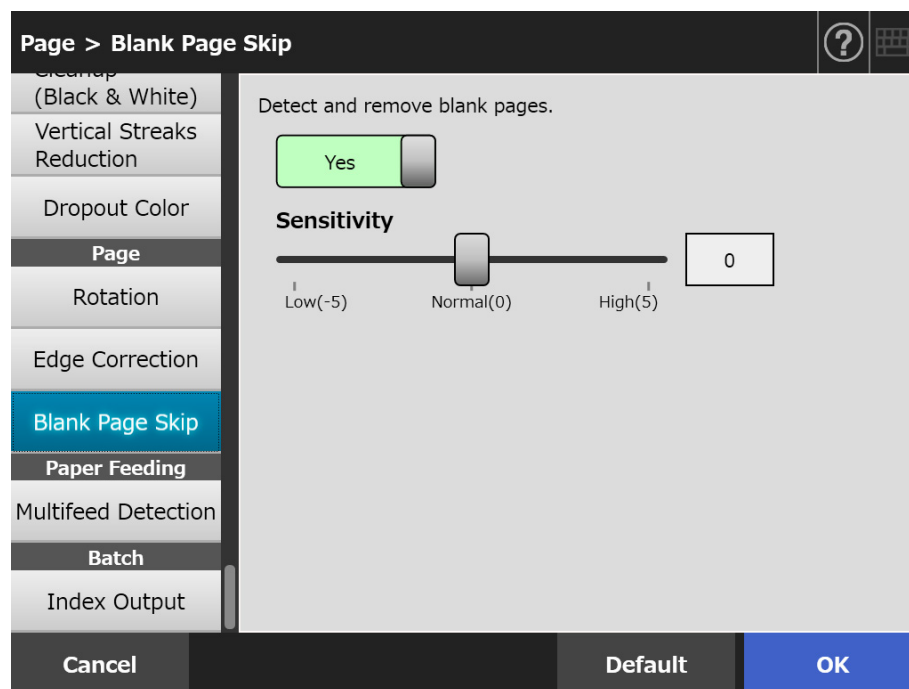 Page > Blank Page Skip
?
Cleanup
(Black & White)
Vertical Streaks
Reduction
Dropout Color
Page
Rotation
Edge Correction
Blank Page Skip
Paper Feeding
Multifeed Detection
Batch
Index Output
Detect and remove blank pages.
Yes
Sensitivity
0
Low(-5) Normal(0) High(5)
Cancel Default OK